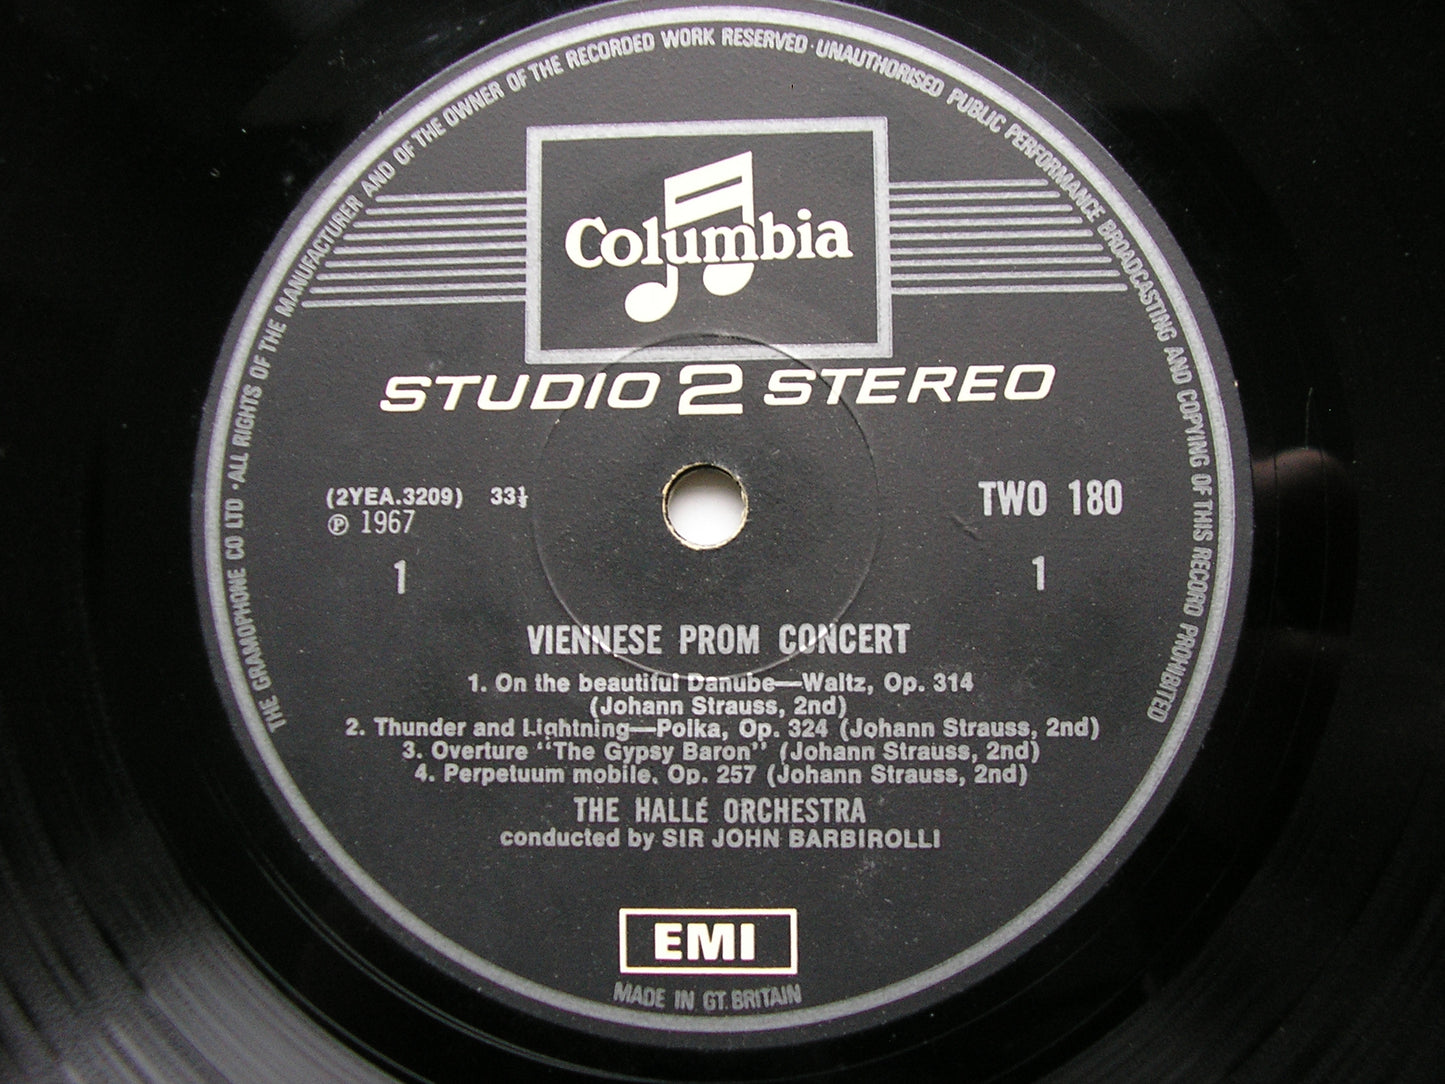 THE GRAMOPHONE CO LTD · ALL RIGHTS OF THE MANUFACTURER AND OF THE OWNER OF THE RECORDED WORK RESERVED · UNAUTHORISED PUBLIC PERFORMANCE BROADCASTING AND COPYING OF THIS RECORD PROHIBITED
Columbia
STUDIO 2 STEREO
(2YEA.3209) 33⅓ TWO 180
℗ 1967
1 1
VIENNESE PROM CONCERT
1. On the beautiful Danube—Waltz, Op. 314
(Johann Strauss, 2nd)
2. Thunder and Lightning—Polka, Op. 324 (Johann Strauss, 2nd)
3. Overture "The Gypsy Baron" (Johann Strauss, 2nd)
4. Perpetuum mobile, Op. 257 (Johann Strauss, 2nd)
THE HALLÉ ORCHESTRA
conducted by SIR JOHN BARBIROLLI
EMI
MADE IN GT. BRITAIN